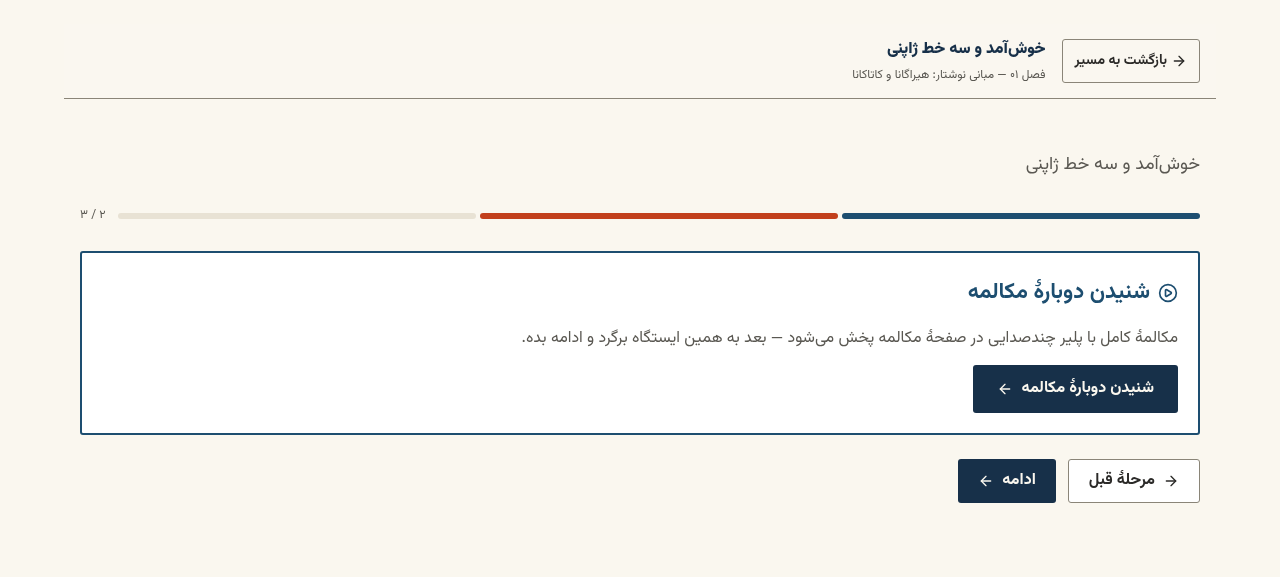 بازگشت به مسیر
خوش‌آمد و سه خط ژاپنی
فصل ۰۱ — مبانی نوشتار: هیراگانا و کاتاکانا
خوش‌آمد و سه خط ژاپنی
۲ / ۳
شنیدن دوبارهٔ مکالمه
مکالمهٔ کامل با پلیر چندصدایی در صفحهٔ مکالمه پخش می‌شود — بعد به همین ایستگاه برگرد و ادامه بده.
شنیدن دوبارهٔ مکالمه
مرحلهٔ قبل
ادامه